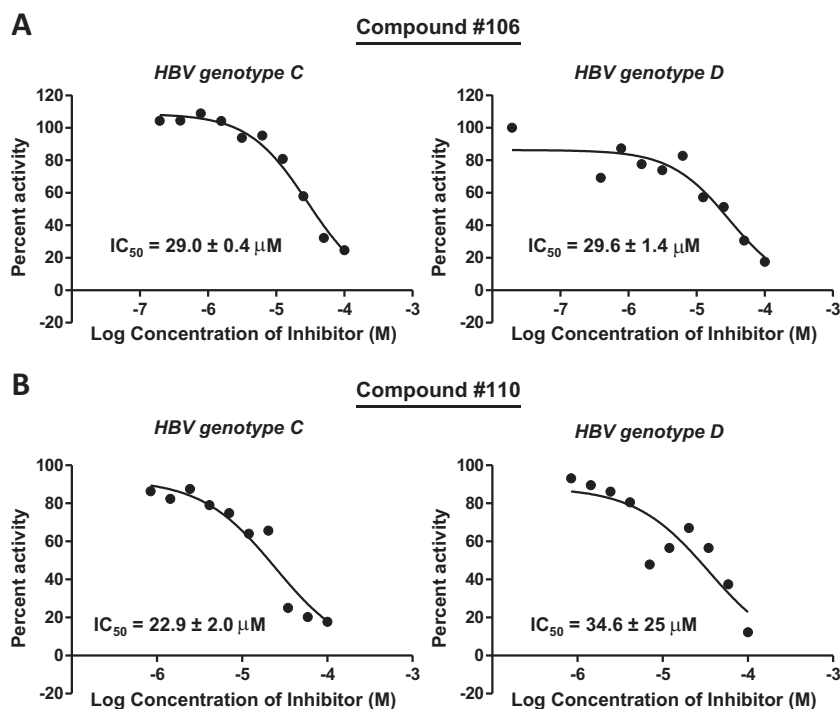 A
Compound #106
HBV genotype C
HBV genotype D
Percent activity
120
100
80
60
40
20
0
-20
IC50 = 29.0 ± 0.4 μM
-7
-6
-5
-4
-3
Log Concentration of Inhibitor (M)
Percent activity
120
100
80
60
40
20
0
-20
IC50 = 29.6 ± 1.4 μM
-7
-6
-5
-4
-3
Log Concentration of Inhibitor (M)
B
Compound #110
HBV genotype C
HBV genotype D
Percent activity
100
80
60
40
20
0
-20
IC50 = 22.9 ± 2.0 μM
-6
-5
-4
-3
Log Concentration of Inhibitor (M)
Percent activity
100
80
60
40
20
0
-20
IC50 = 34.6 ± 25 μM
-6
-5
-4
-3
Log Concentration of Inhibitor (M)